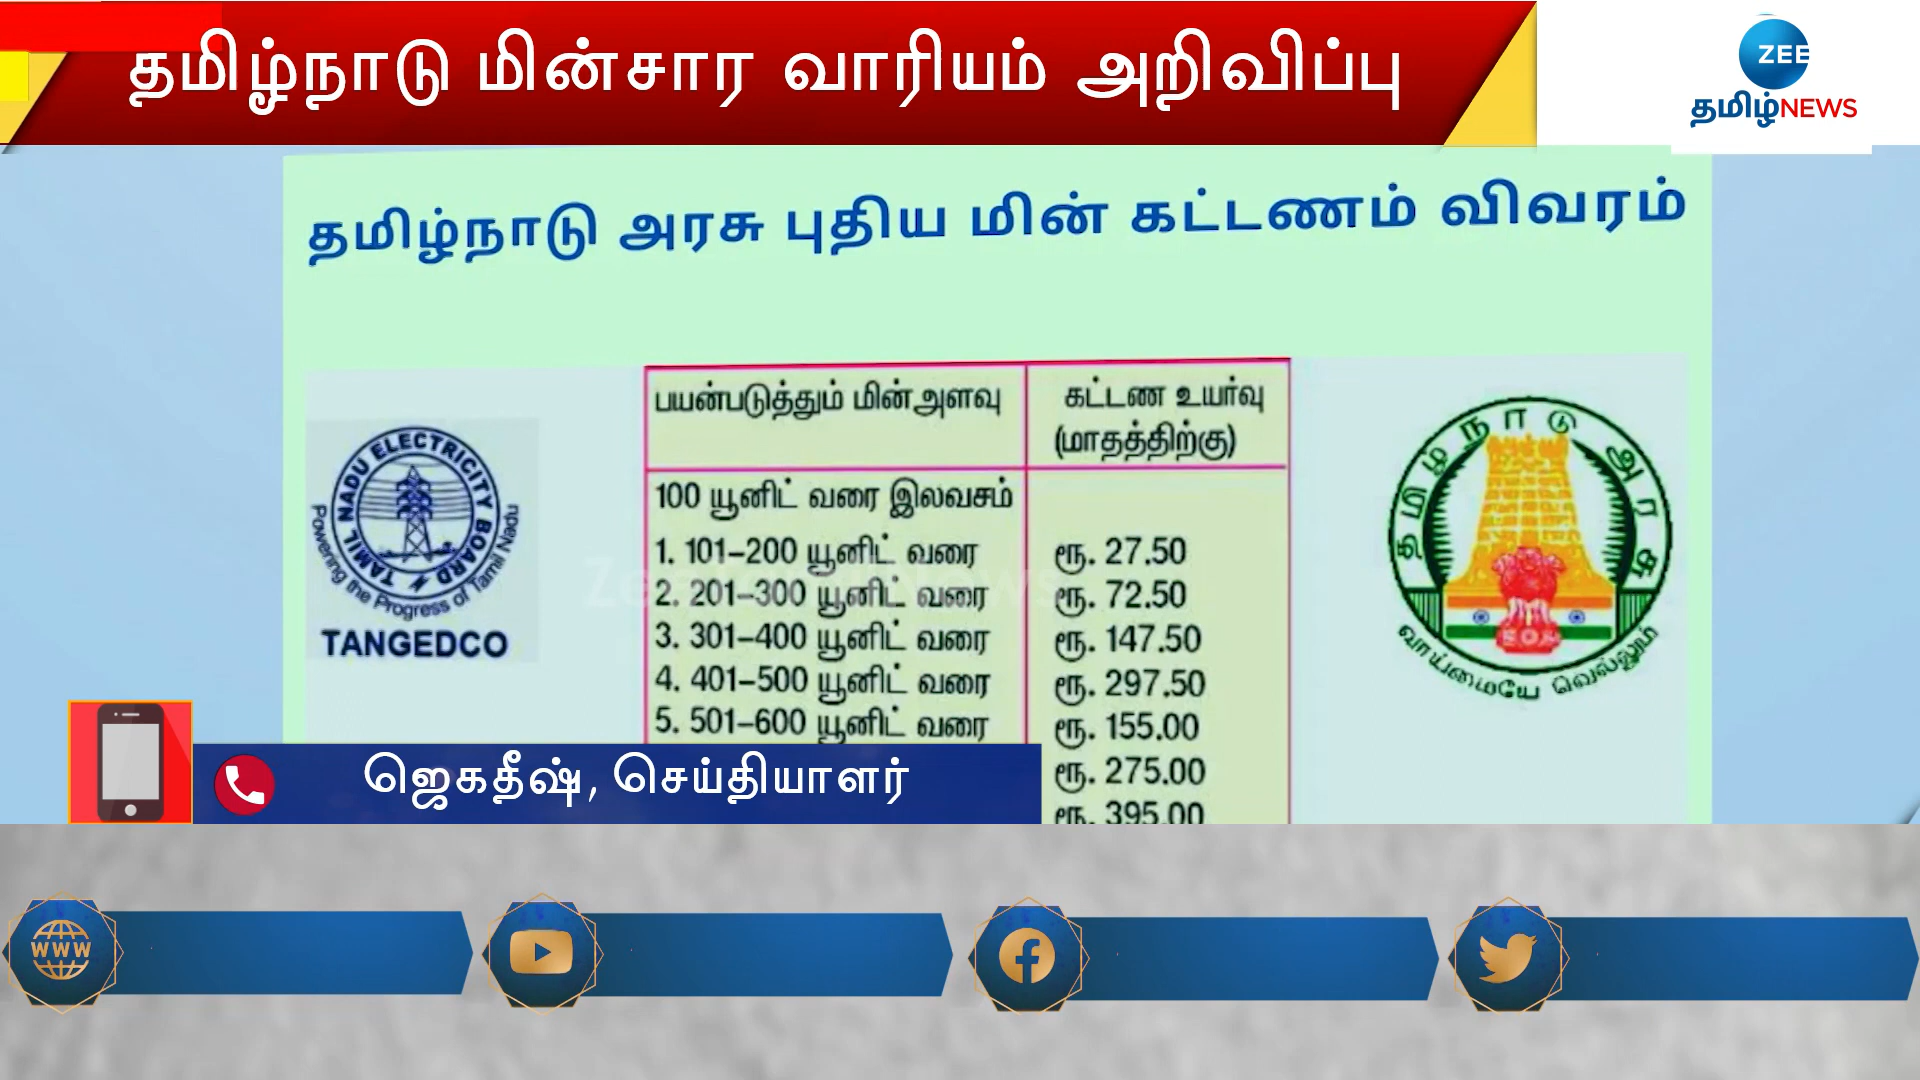 தமிழ்நாடு மின்சார வாரியம் அறிவிப்பு
ZEE
தமிழ்NEWS
தமிழ்நாடு அரசு புதிய மின் கட்டணம் விவரம்
பயன்படுத்தும் மின்அளவு
கட்டண உயர்வு
(மாதத்திற்கு)
100 யூனிட் வரை இலவசம்
1. 101–200 யூனிட் வரை ரூ. 27.50
2. 201–300 யூனிட் வரை ரூ. 72.50
3. 301–400 யூனிட் வரை ரூ. 147.50
4. 401–500 யூனிட் வரை ரூ. 297.50
5. 501–600 யூனிட் வரை ரூ. 155.00
ரூ. 275.00
ரூ. 395.00
TAMIL NADU ELECTRICITY BOARD
Powering the Progress of Tamil Nadu
TANGEDCO
தமிழ்நாடு அரசு
வாய்மையே வெல்லும்
ஜெகதீஷ், செய்தியாளர்
WWW